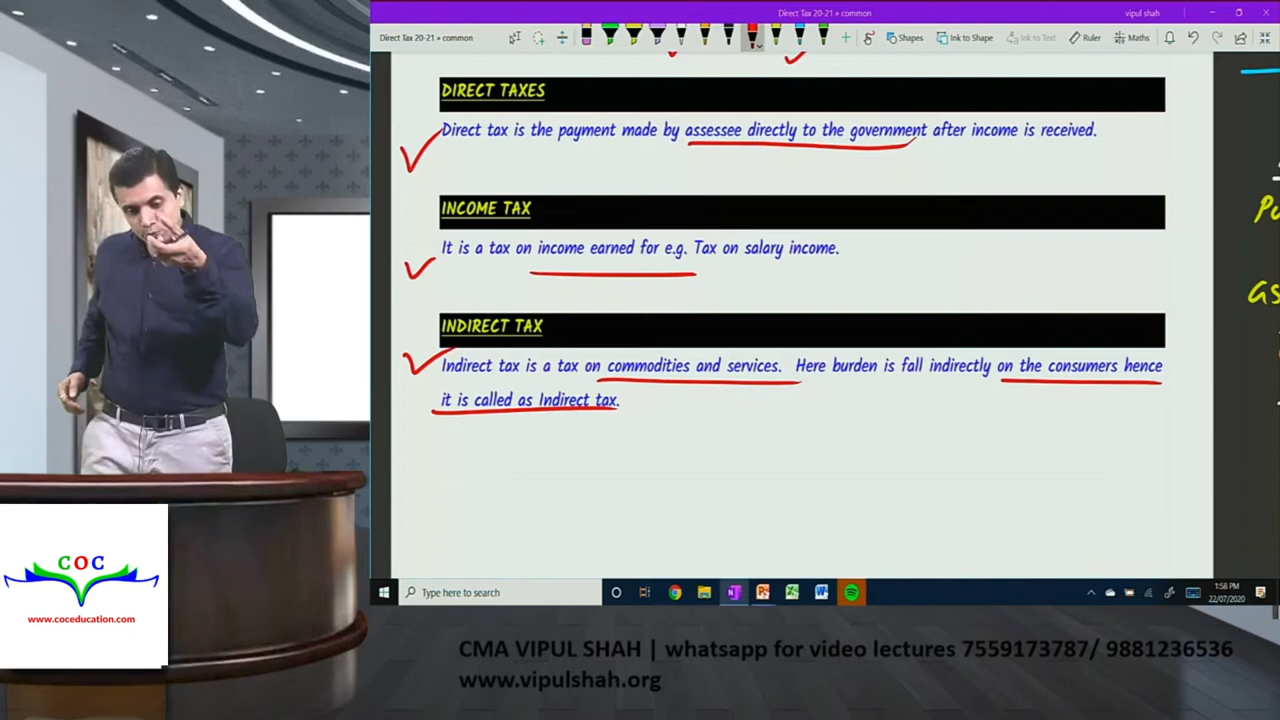 Direct Tax 20-21 » common
vipul shah
Direct Tax 20-21 » common
Shapes
Ink to Shape
Ink to Text
Ruler
Maths
DIRECT TAXES
Direct tax is the payment made by assessee directly to the government after income is received.
INCOME TAX
It is a tax on income earned for e.g. Tax on salary income.
INDIRECT TAX
Indirect tax is a tax on commodities and services. Here burden is fall indirectly on the consumers hence
it is called as Indirect tax.
Type here to search
1:58 PM
22/07/2020
COC
www.coceducation.com
CMA VIPUL SHAH | whatsapp for video lectures 7559173787/ 9881236536
www.vipulshah.org